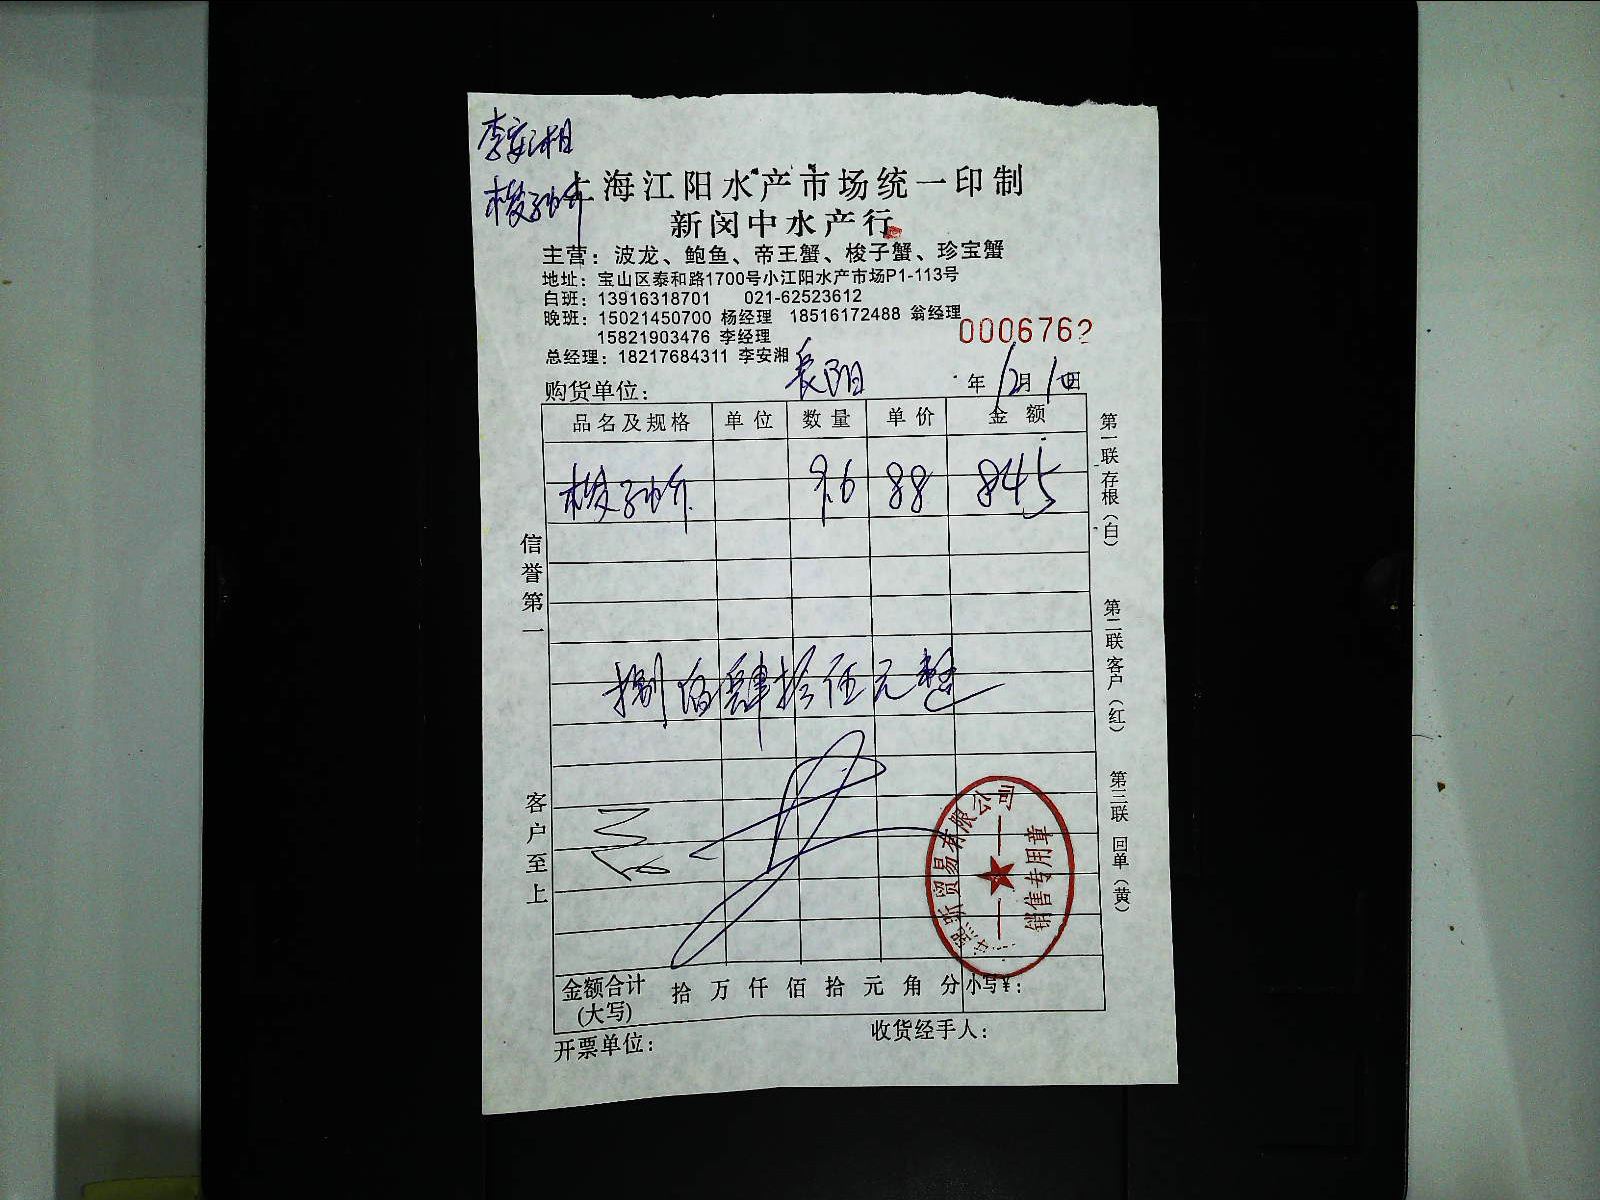 李安湘
梭子蟹
上海江阳水产市场统一印制
新闵中水产行
主营：波龙、鲍鱼、帝王蟹、梭子蟹、珍宝蟹
地址：宝山区泰和路1700号小江阳水产市场P1-113号
白班：13916318701 021-62523612
晚班：15021450700 杨经理 18516172488 翁经理
15821903476 李经理
0006762
总经理：18217684311 李安湘
购货单位：长阳 年 12月 1日
品名及规格 单位 数量 单价 金额
梭子蟹 9.6 88 845
捌佰肆拾伍元整
金额合计(大写) 拾 万 仟 佰 拾 元 角 分 小写¥：
开票单位： 收货经手人：
信誉第一
客户至上
第一联 存根（白）
第二联 客户（红）
第三联 回单（黄）
贸易有限公司
销售专用章